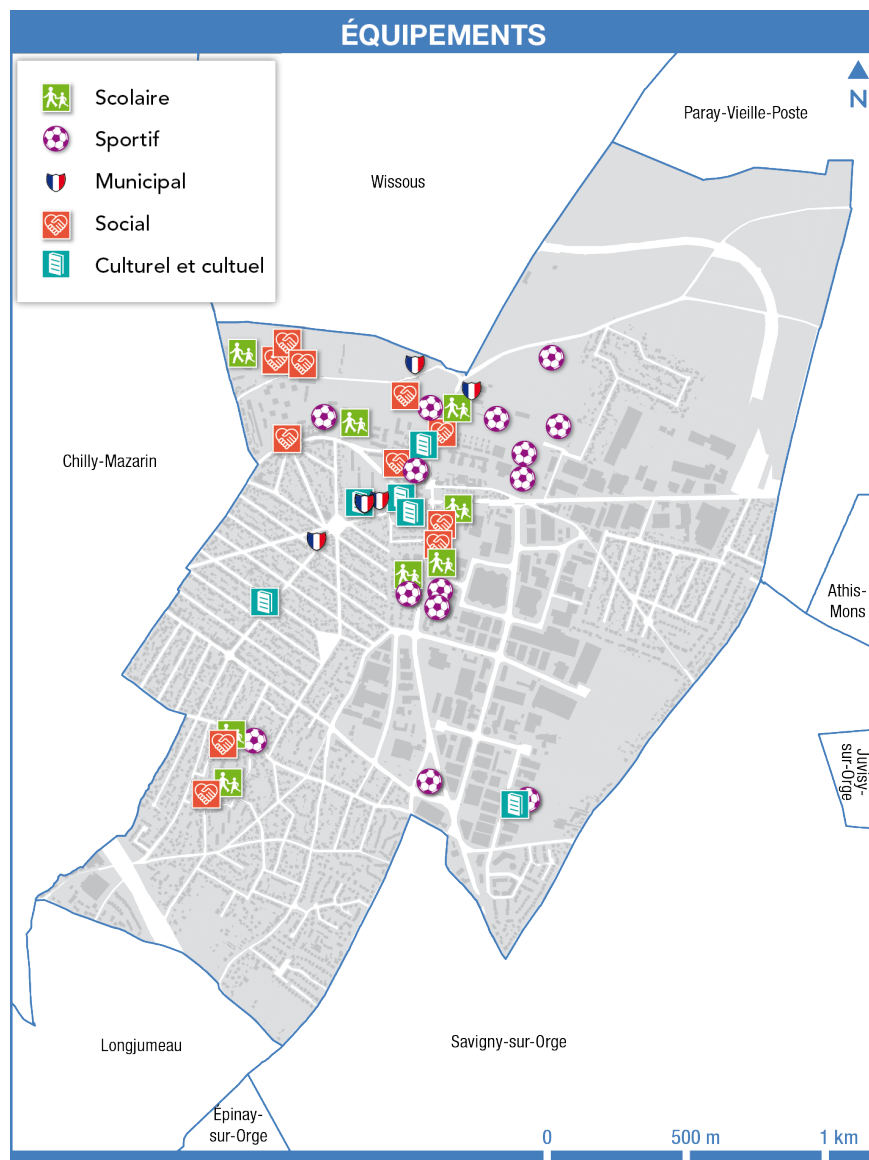 ÉQUIPEMENTS
Scolaire
Sportif
Municipal
Social
Culturel et cultuel
N
Paray-Vieille-Poste
Wissous
Chilly-Mazarin
Athis-
Mons
Juvisy-
sur-Orge
Longjumeau
Savigny-sur-Orge
Épinay-
sur-Orge
0
500 m
1 km